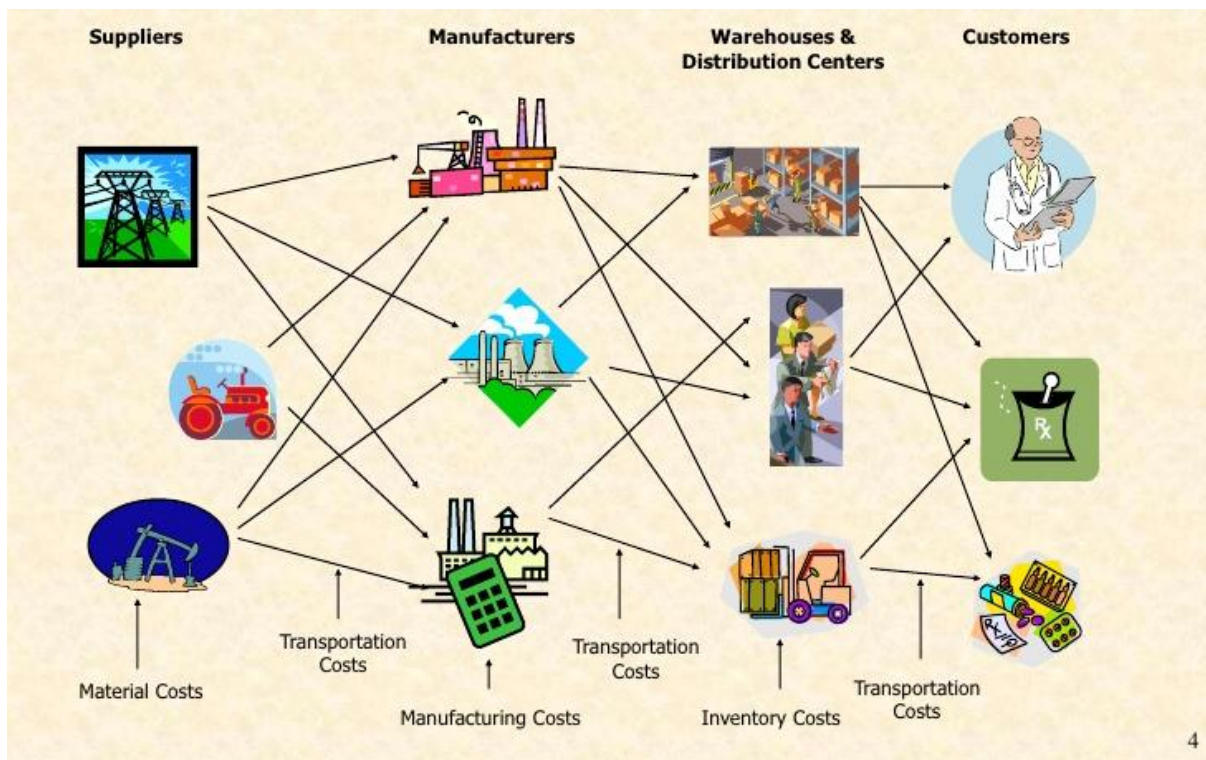 Suppliers
Manufacturers
Warehouses &
Distribution Centers
Customers
Rx
Transportation
Costs
Transportation
Costs
Transportation
Costs
Material Costs
Manufacturing Costs
Inventory Costs
4